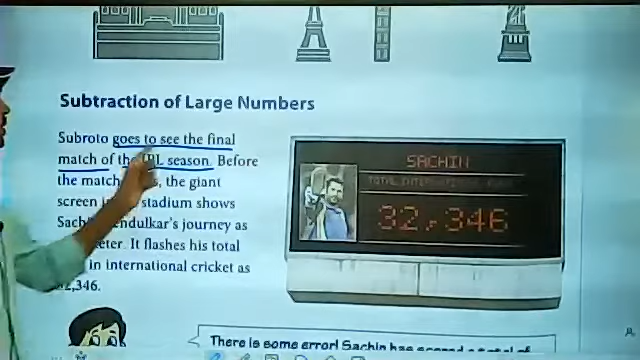 Subtraction of Large Numbers
Subroto goes to see the final
match of the season. Before
the match the giant
screen stadium shows
journey as
It flashes his total
in international cricket as
SACHIN
32,346
There is some error! Sachin has scored a total of